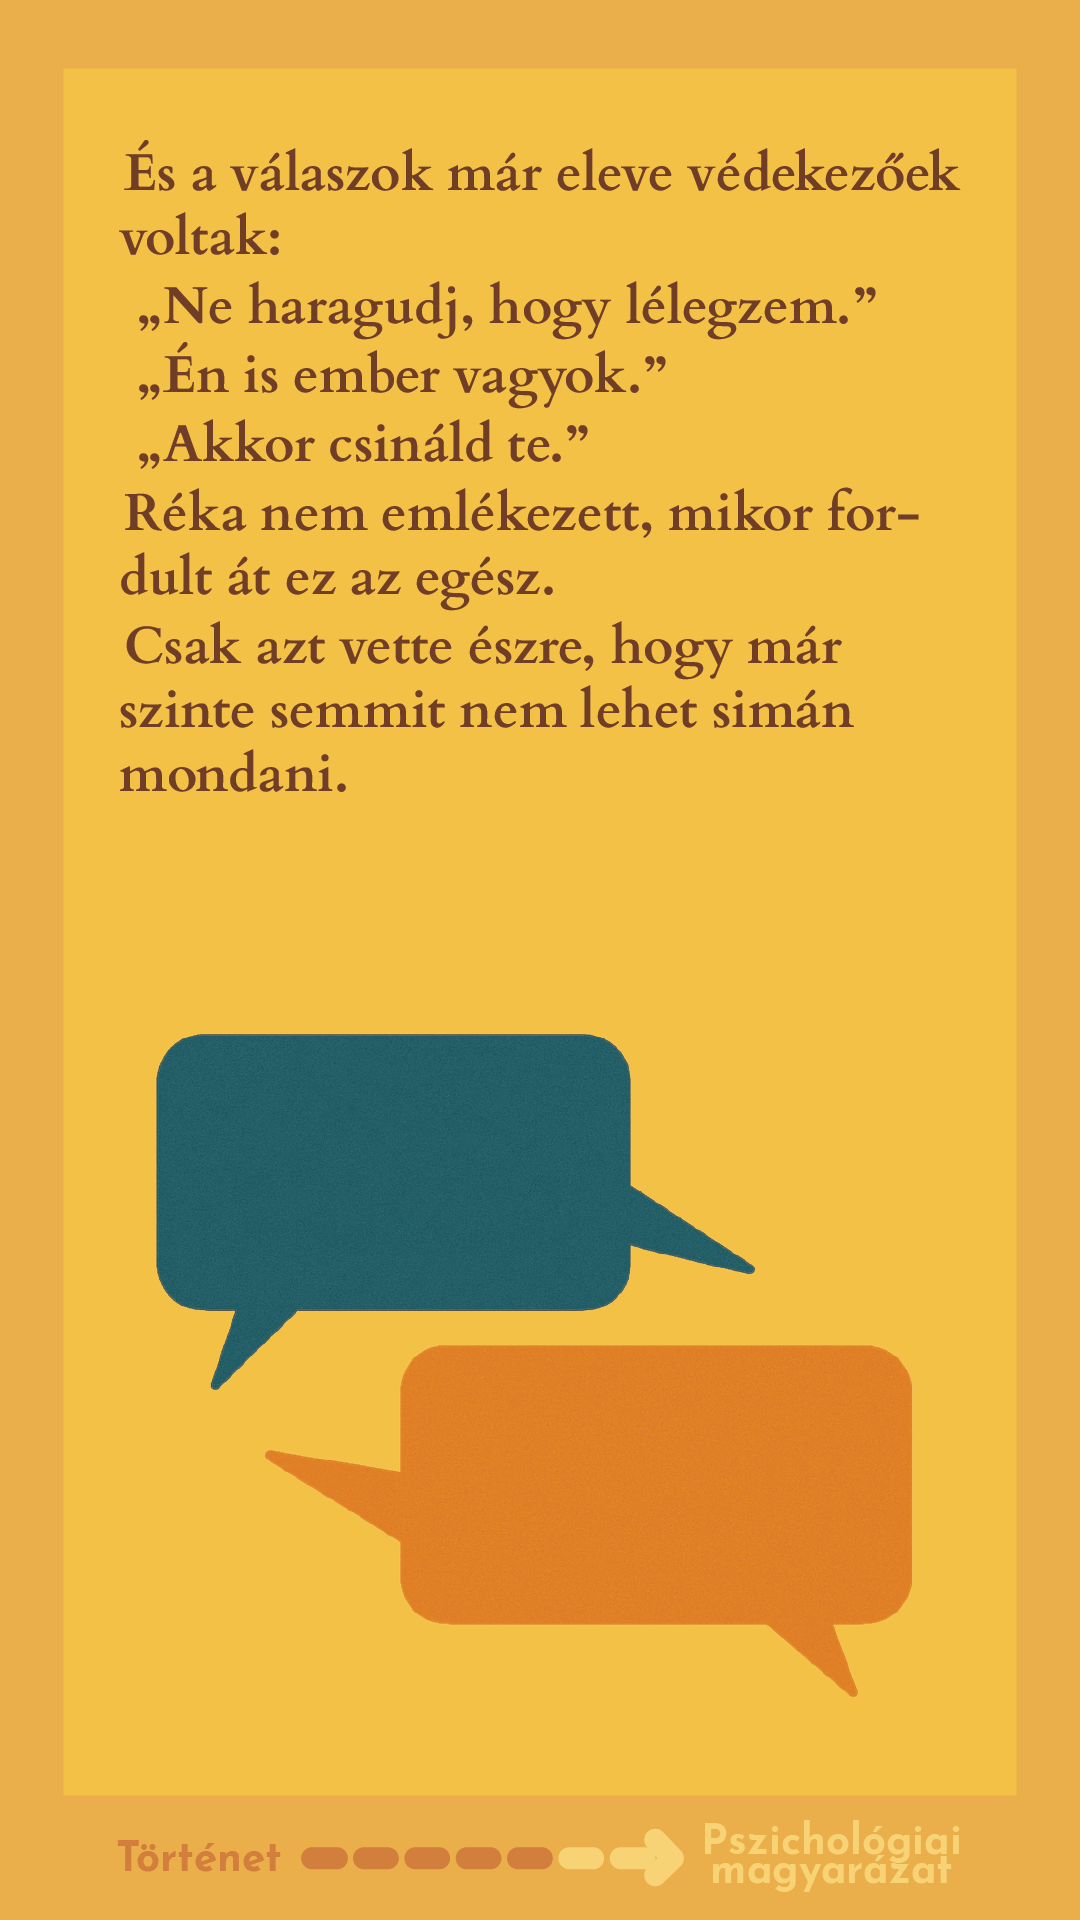 És a válaszok már eleve védekezőek
voltak:
„Ne haragudj, hogy lélegzem.”
„Én is ember vagyok.”
„Akkor csináld te.”
Réka nem emlékezett, mikor for-
dult át ez az egész.
Csak azt vette észre, hogy már
szinte semmit nem lehet simán
mondani.
Történet
Pszichológiai
magyarázat